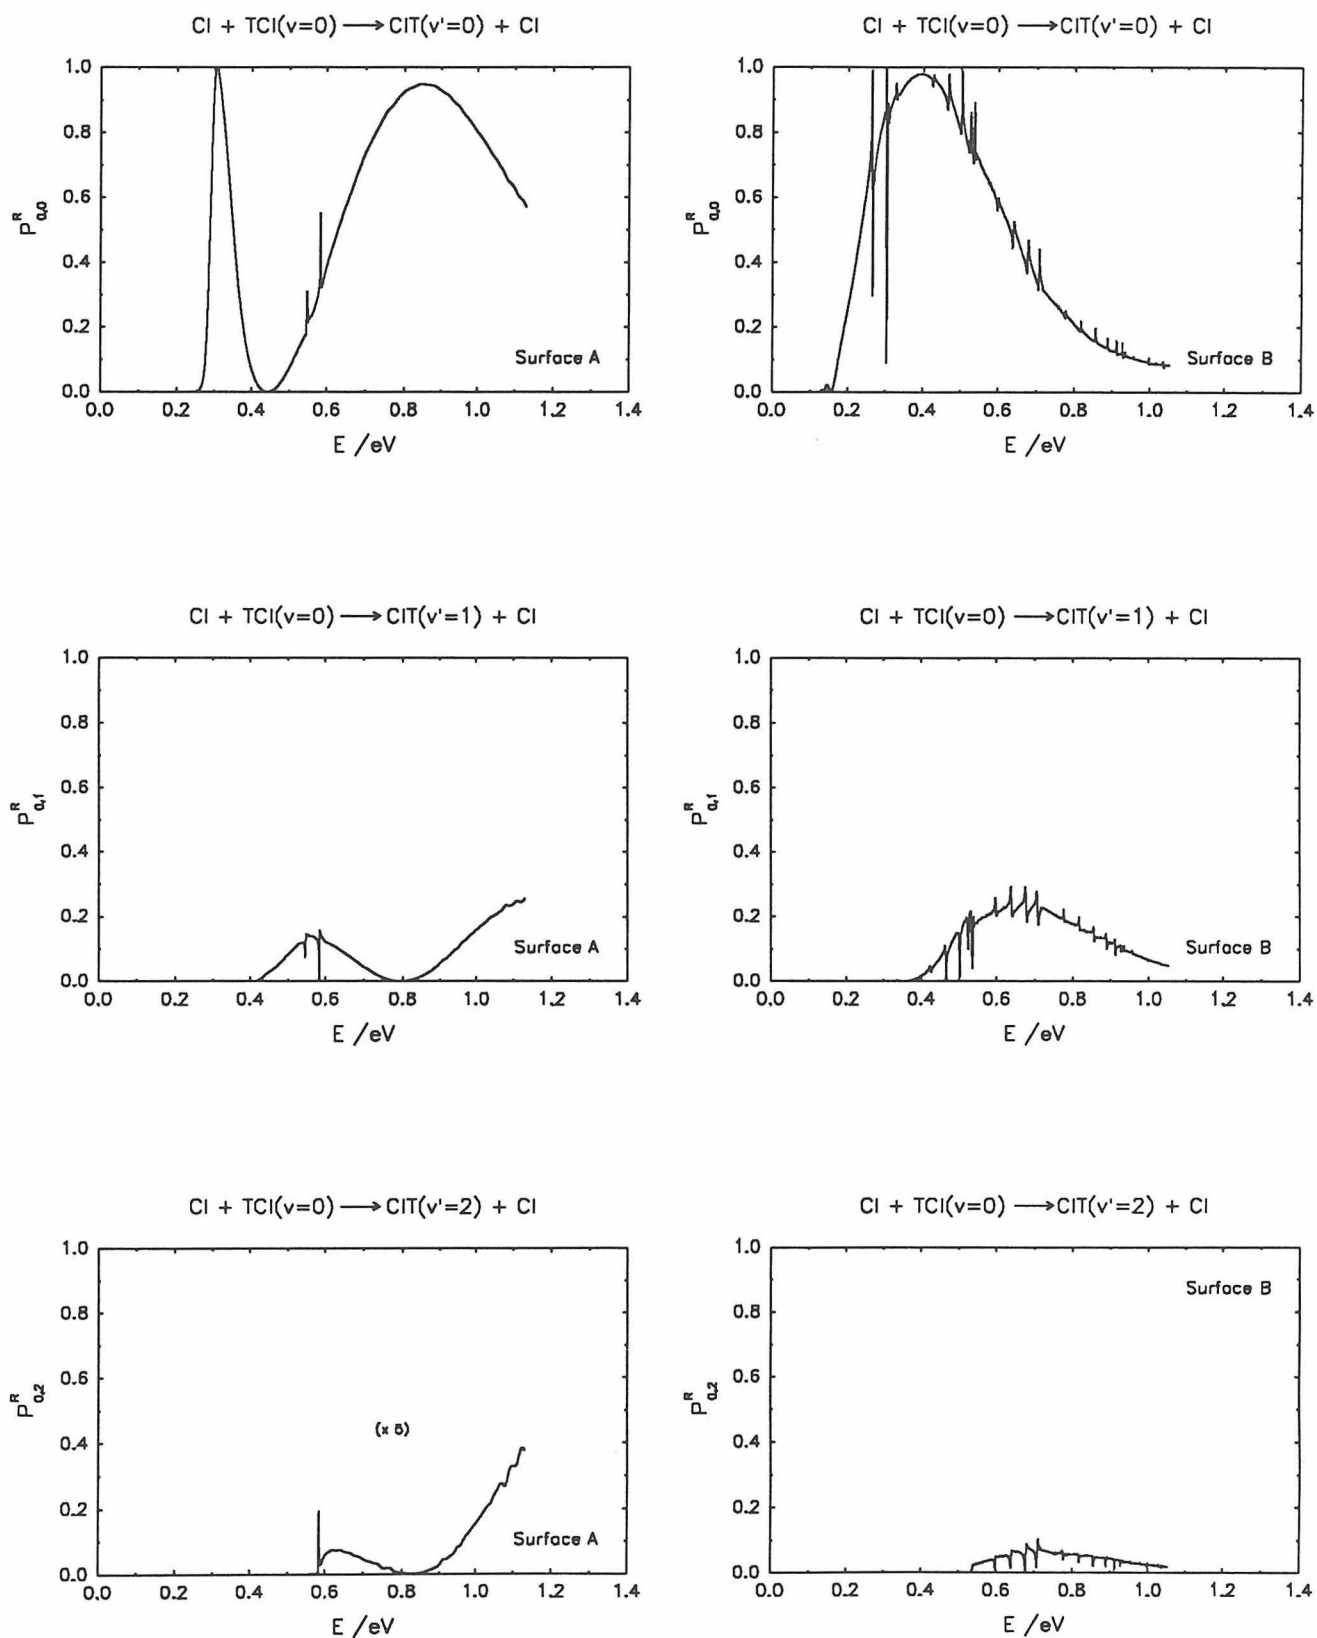 Cl + TCl(v=0) ⟶ ClT(v'=0) + Cl
1.0
0.8
0.6
0.4
0.2
0.0
P^R_{0,0}
Surface A
0.0 0.2 0.4 0.6 0.8 1.0 1.2 1.4
E /eV
Cl + TCl(v=0) ⟶ ClT(v'=0) + Cl
1.0
0.8
0.6
0.4
0.2
0.0
P^R_{0,0}
Surface B
0.0 0.2 0.4 0.6 0.8 1.0 1.2 1.4
E /eV
Cl + TCl(v=0) ⟶ ClT(v'=1) + Cl
1.0
0.8
0.6
0.4
0.2
0.0
P^R_{0,1}
Surface A
0.0 0.2 0.4 0.6 0.8 1.0 1.2 1.4
E /eV
Cl + TCl(v=0) ⟶ ClT(v'=1) + Cl
1.0
0.8
0.6
0.4
0.2
0.0
P^R_{0,1}
Surface B
0.0 0.2 0.4 0.6 0.8 1.0 1.2 1.4
E /eV
Cl + TCl(v=0) ⟶ ClT(v'=2) + Cl
1.0
0.8
0.6
0.4
0.2
0.0
P^R_{0,2}
(x 5)
Surface A
0.0 0.2 0.4 0.6 0.8 1.0 1.2 1.4
E /eV
Cl + TCl(v=0) ⟶ ClT(v'=2) + Cl
1.0
0.8
0.6
0.4
0.2
0.0
P^R_{0,2}
Surface B
0.0 0.2 0.4 0.6 0.8 1.0 1.2 1.4
E /eV